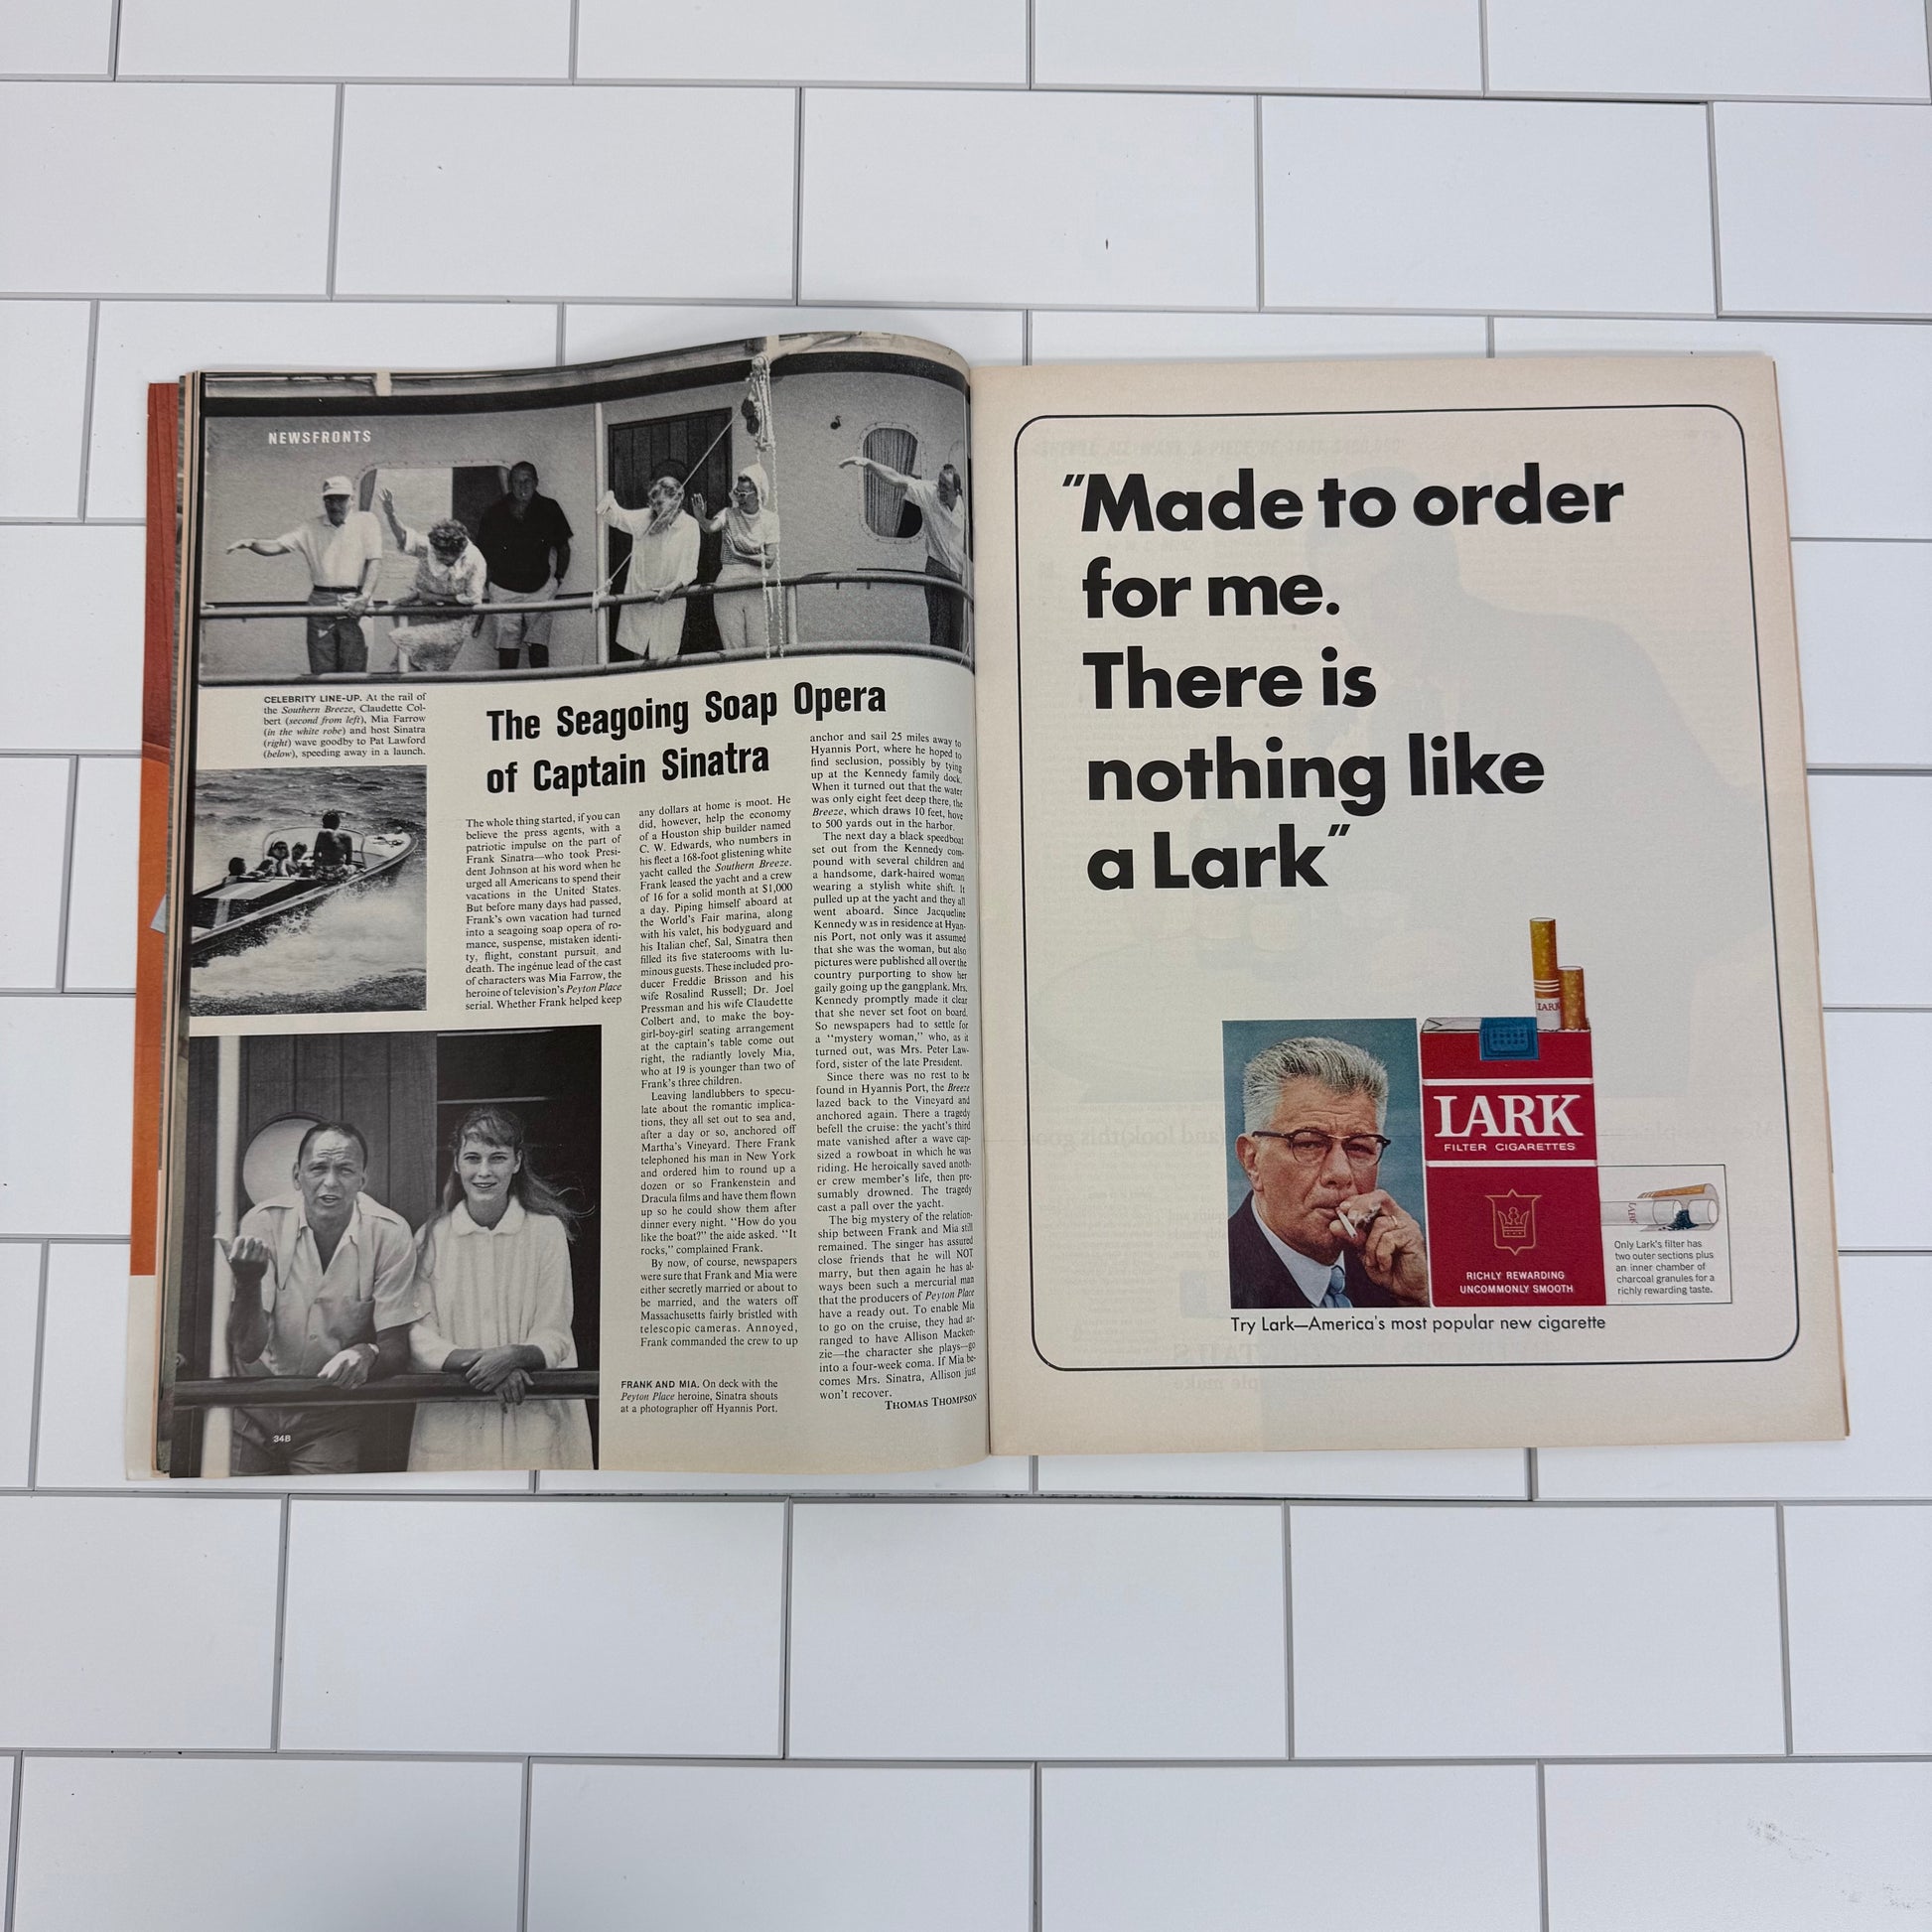 NEWSFRONTS
CELEBRITY LINE-UP. At the rail of
the Southern Breeze, Claudette Col-
bert (second from left), Mia Farrow
(in the white robe) and host Sinatra
(right) wave goodby to Pat Lawford
(below), speeding away in a launch.
The Seagoing Soap Opera
of Captain Sinatra
The whole thing started, if you can
believe the press agents, with a
patriotic impulse on the part of
Frank Sinatra—who took Presi-
dent Johnson at his word when he
urged all Americans to spend their
vacations in the United States.
But before many days had passed,
Frank's own vacation had turned
into a seagoing soap opera of ro-
mance, suspense, mistaken identi-
ty, flight, constant pursuit, and
death. The ingénue lead of the cast
of characters was Mia Farrow, the
heroine of television's Peyton Place
serial. Whether Frank helped keep
any dollars at home is moot. He
did, however, help the economy
of a Houston ship builder named
C. W. Edwards, who numbers in
his fleet a 168-foot glistening white
yacht called the Southern Breeze.
Frank leased the yacht and a crew
of 16 for a solid month at $1,000
a day. Piping himself aboard at
the World's Fair marina, along
with his valet, his bodyguard and
his Italian chef, Sal, Sinatra then
filled its five staterooms with lu-
minous guests. These included pro-
ducer Freddie Brisson and his
wife Rosalind Russell; Dr. Joel
Pressman and his wife Claudette
Colbert and, to make the boy-
girl-boy-girl seating arrangement
at the captain's table come out
right, the radiantly lovely Mia,
who at 19 is younger than two of
Frank's three children.
Leaving landlubbers to specu-
late about the romantic implica-
tions, they all set out to sea and,
after a day or so, anchored off
Martha's Vineyard. There Frank
telephoned his man in New York
and ordered him to round up a
dozen or so Frankenstein and
Dracula films and have them flown
up so he could show them after
dinner every night. "How do you
like the boat?" the aide asked. "It
rocks," complained Frank.
By now, of course, newspapers
were sure that Frank and Mia were
either secretly married or about to
be married, and the waters off
Massachusetts fairly bristled with
telescopic cameras. Annoyed,
Frank commanded the crew to up
anchor and sail 25 miles away to
Hyannis Port, where he hoped to
find seclusion, possibly by tying
up at the Kennedy family dock.
When it turned out that the water
was only eight feet deep there, the
Breeze, which draws 10 feet, hove
to 500 yards out in the harbor.
The next day a black speedboat
set out from the Kennedy com-
pound with several children and
a handsome, dark-haired woman
wearing a stylish white shift. It
pulled up at the yacht and they all
went aboard. Since Jacqueline
Kennedy was in residence at Hyan-
nis Port, not only was it assumed
that she was the woman, but also
pictures were published all over the
country purporting to show her
gaily going up the gangplank. Mrs.
Kennedy promptly made it clear
that she never set foot on board.
So newspapers had to settle for
a "mystery woman," who, as it
turned out, was Mrs. Peter Law-
ford, sister of the late President.
Since there was no rest to be
found in Hyannis Port, the Breeze
lazed back to the Vineyard and
anchored again. There a tragedy
befell the cruise: the yacht's third
mate vanished after a wave cap-
sized a rowboat in which he was
riding. He heroically saved anoth-
er crew member's life, then pre-
sumably drowned. The tragedy
cast a pall over the yacht.
The big mystery of the relation-
ship between Frank and Mia still
remained. The singer has assured
close friends that he will NOT
marry, but then again he has al-
ways been such a mercurial man
that the producers of Peyton Place
have a ready out. To enable Mia
to go on the cruise, they had ar-
ranged to have Allison Macken-
zie—the character she plays—go
into a four-week coma. If Mia be-
comes Mrs. Sinatra, Allison just
won't recover.
THOMAS THOMPSON
FRANK AND MIA. On deck with the
Peyton Place heroine, Sinatra shouts
at a photographer off Hyannis Port.
34B
"Made to order
for me.
There is
nothing like
a Lark"
LARK
LARK
FILTER CIGARETTES
RICHLY REWARDING
UNCOMMONLY SMOOTH
LARK
Only Lark's filter has
two outer sections plus
an inner chamber of
charcoal granules for a
richly rewarding taste.
Try Lark—America's most popular new cigarette